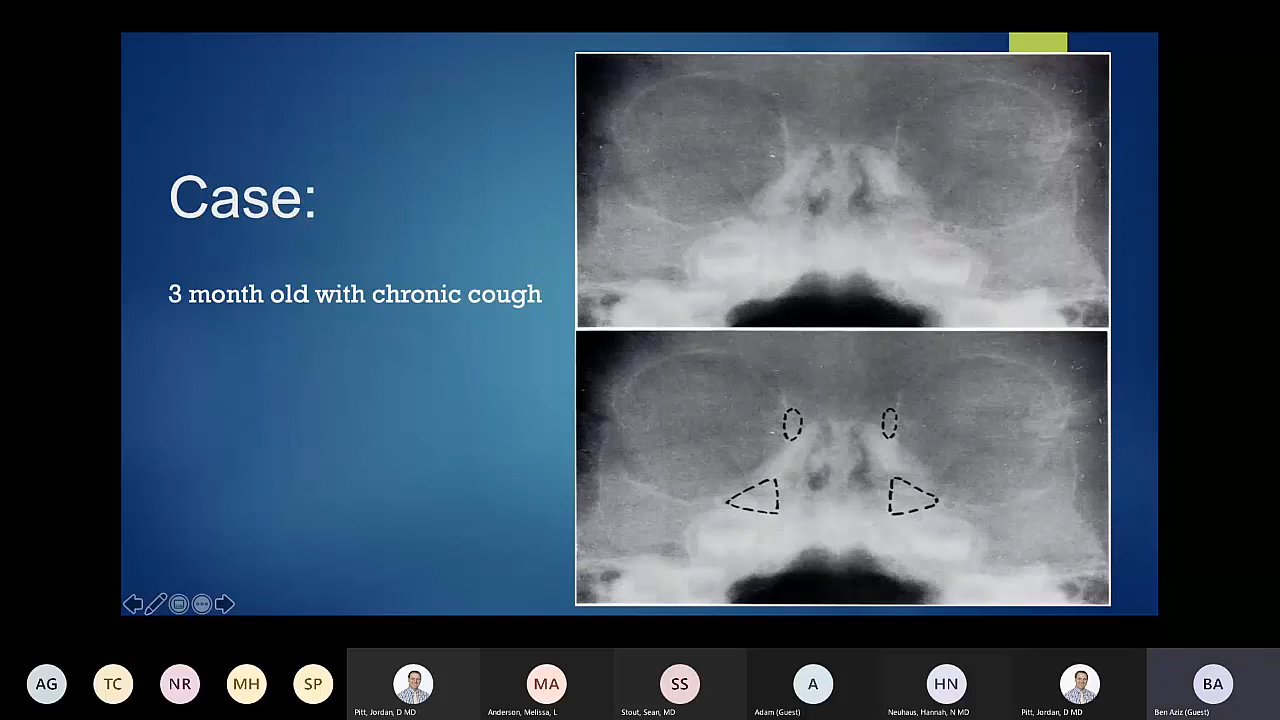 Case:
3 month old with chronic cough
AG
TC
NR
MH
SP
MA
SS
A
HN
BA
Pitt, Jordan, D MD
Anderson, Melissa, L
Stout, Sean, MD
Adam (Guest)
Neuhaus, Hannah, N MD
Pitt, Jordan, D MD
Ben Aziz (Guest)